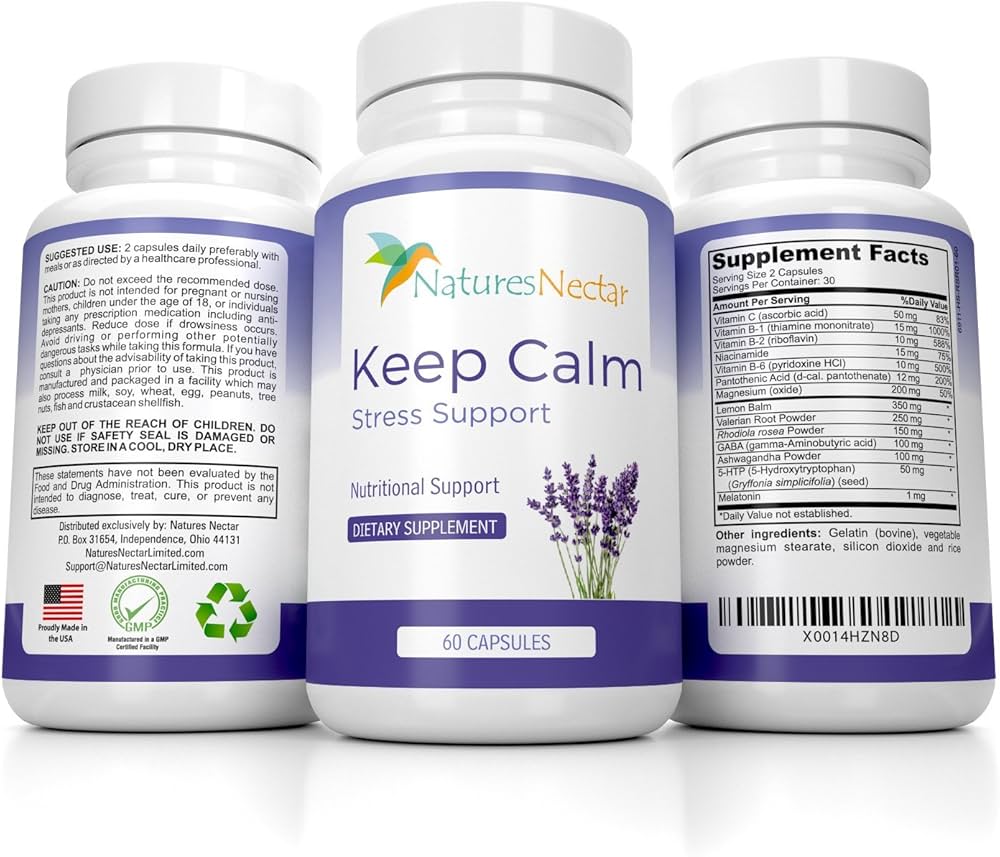 SUGGESTED USE: 2 capsules daily preferably with
meals or as directed by a healthcare professional.
CAUTION: Do not exceed the recommended dose.
This product is not intended for pregnant or nursing
mothers, children under the age of 18, or individuals
taking any prescription medication including anti-
depressants. Reduce dose if drowsiness occurs.
Avoid driving or performing other potentially
dangerous tasks while taking this formula. If you have
questions about the advisability of taking this product,
consult a physician prior to use. This product is
manufactured and packaged in a facility which may
also process milk, soy, wheat, egg, peanuts, tree
nuts, fish and crustacean shellfish.
KEEP OUT OF THE REACH OF CHILDREN. DO
NOT USE IF SAFETY SEAL IS DAMAGED OR
MISSING. STORE IN A COOL, DRY PLACE.
These statements have not been evaluated by the
Food and Drug Administration. This product is not
intended to diagnose, treat, cure, or prevent any
disease.
Distributed exclusively by: Natures Nectar
P.O. Box 31654, Independence, Ohio 44131
NaturesNectarLimited.com
Support@NaturesNectarLimited.com
Proudly Made in
the USA
GOOD MANUFACTURING PRACTICE
GMP
Manufactured in a GMP
Certified Facility
NaturesNectar
Keep Calm
Stress Support
Nutritional Support
DIETARY SUPPLEMENT
60 CAPSULES
Supplement Facts
Serving Size 2 Capsules
Servings Per Container: 30
Amount Per Serving %Daily Value
Vitamin C (ascorbic acid) 50 mg 83%
Vitamin B-1 (thiamine mononitrate) 15 mg 1000%
Vitamin B-2 (riboflavin) 10 mg 588%
Niacinamide 15 mg 75%
Vitamin B-6 (pyridoxine HCl) 10 mg 500%
Pantothenic Acid (d-cal. pantothenate) 12 mg 200%
Magnesium (oxide) 200 mg 50%
Lemon Balm 350 mg *
Valerian Root Powder 250 mg *
Rhodiola rosea Powder 150 mg *
GABA (gamma-Aminobutyric acid) 100 mg *
Ashwagandha Powder 100 mg *
5-HTP (5-Hydroxytryptophan) 50 mg *
(Gryffonia simplicifolia) (seed)
Melatonin 1 mg *
*Daily Value not established.
Other ingredients: Gelatin (bovine), vegetable
magnesium stearate, silicon dioxide and rice
powder.
X0014HZN8D